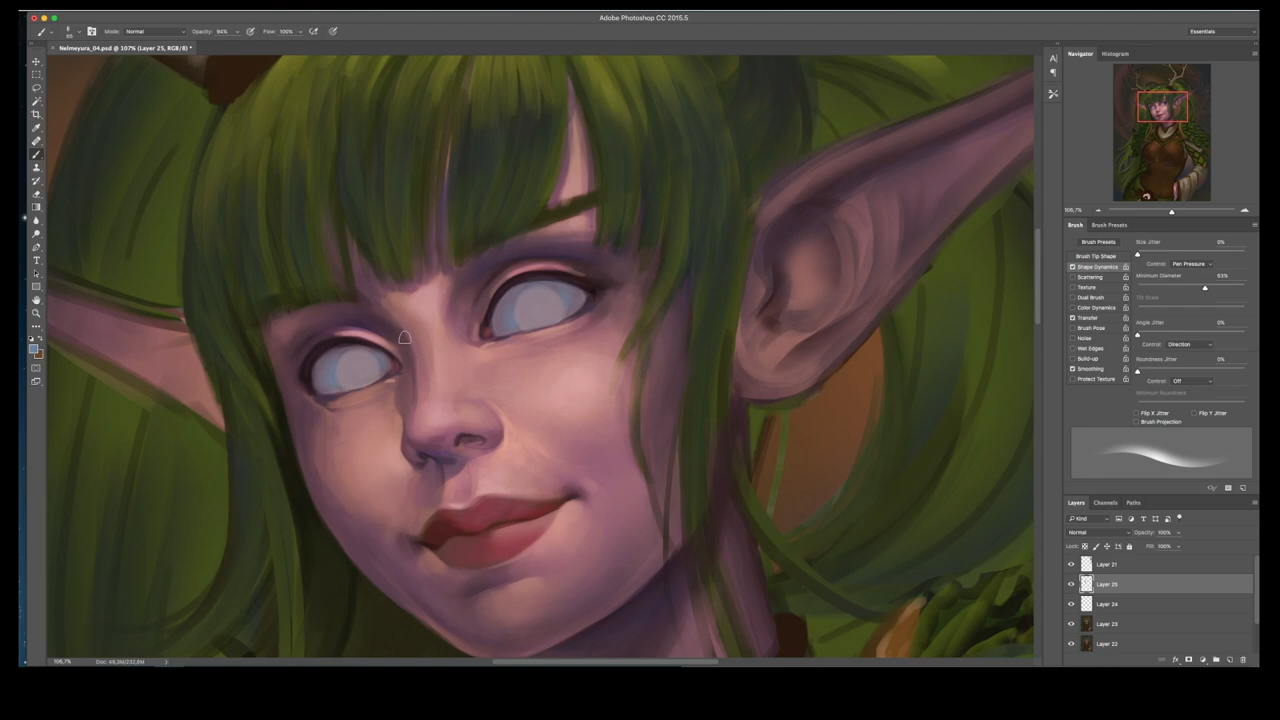 Adobe Photoshop CC 2015.5
Mode: Normal Opacity: 94% Flow: 100% Essentials
Nelmeyura_04.psd @ 107% (Layer 25, RGB/8) *
Navigator Histogram
106,7%
Brush Brush Presets
Brush Presets
Size Jitter 0%
Brush Tip Shape
Shape Dynamics
Control: Pen Pressure
Scattering
Minimum Diameter 53%
Texture
Dual Brush
Tilt Scale
Color Dynamics
Transfer
Angle Jitter 0%
Brush Pose
Noise
Control: Direction
Wet Edges
Build-up
Roundness Jitter 0%
Smoothing
Protect Texture
Control: Off
Minimum Roundness
Flip X Jitter Flip Y Jitter
Brush Projection
Layers Channels Paths
Kind
Normal Opacity: 100%
Lock: Fill: 100%
Layer 21
Layer 25
Layer 24
Layer 23
Layer 22
106,7%